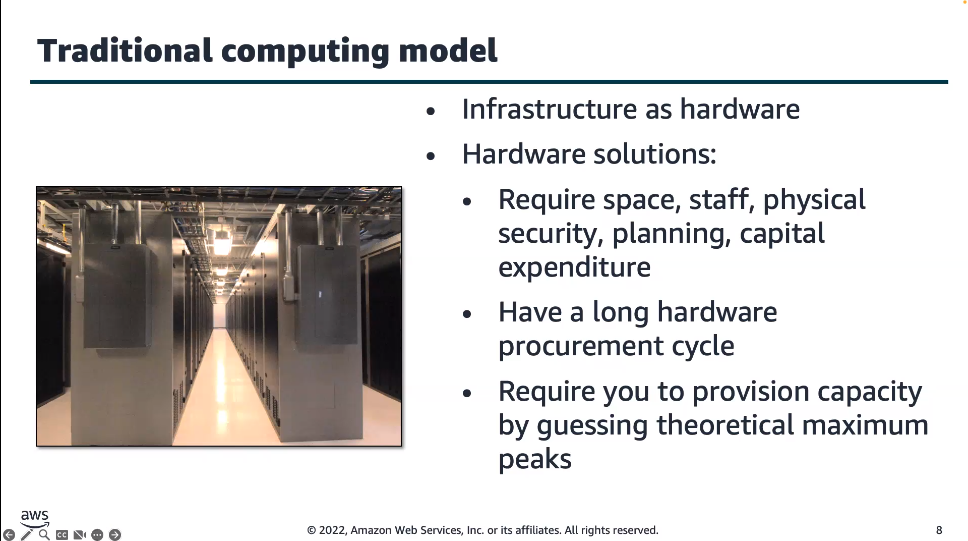 Traditional computing model
• Infrastructure as hardware
• Hardware solutions:
• Require space, staff, physical
security, planning, capital
expenditure
• Have a long hardware
procurement cycle
• Require you to provision capacity
by guessing theoretical maximum
peaks
aws
CC
© 2022, Amazon Web Services, Inc. or its affiliates. All rights reserved.
8